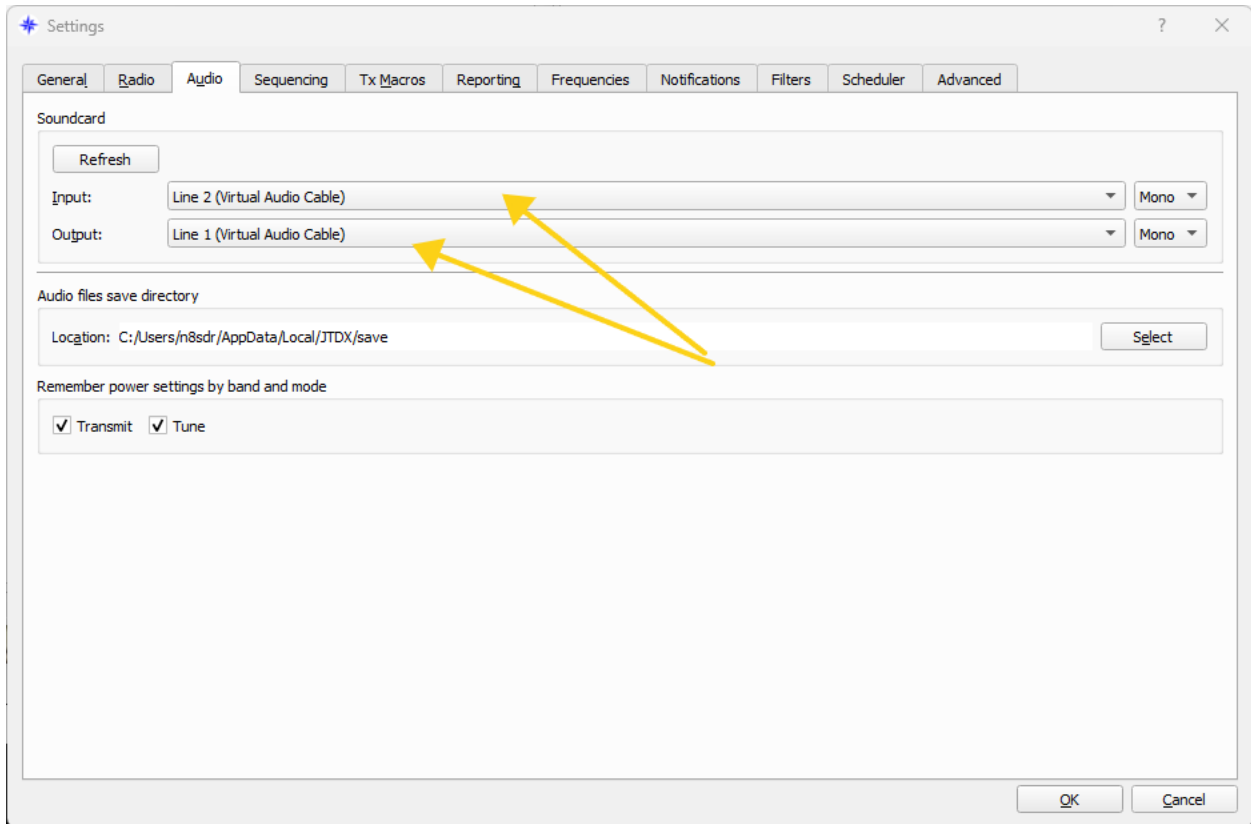 Settings
General Radio Audio Sequencing Tx Macros Reporting Frequencies Notifications Filters Scheduler Advanced
Soundcard
Refresh
Input: Line 2 (Virtual Audio Cable) Mono
Output: Line 1 (Virtual Audio Cable) Mono
Audio files save directory
Location: C:/Users/n8sdr/AppData/Local/JTDX/save Select
Remember power settings by band and mode
Transmit Tune
OK Cancel